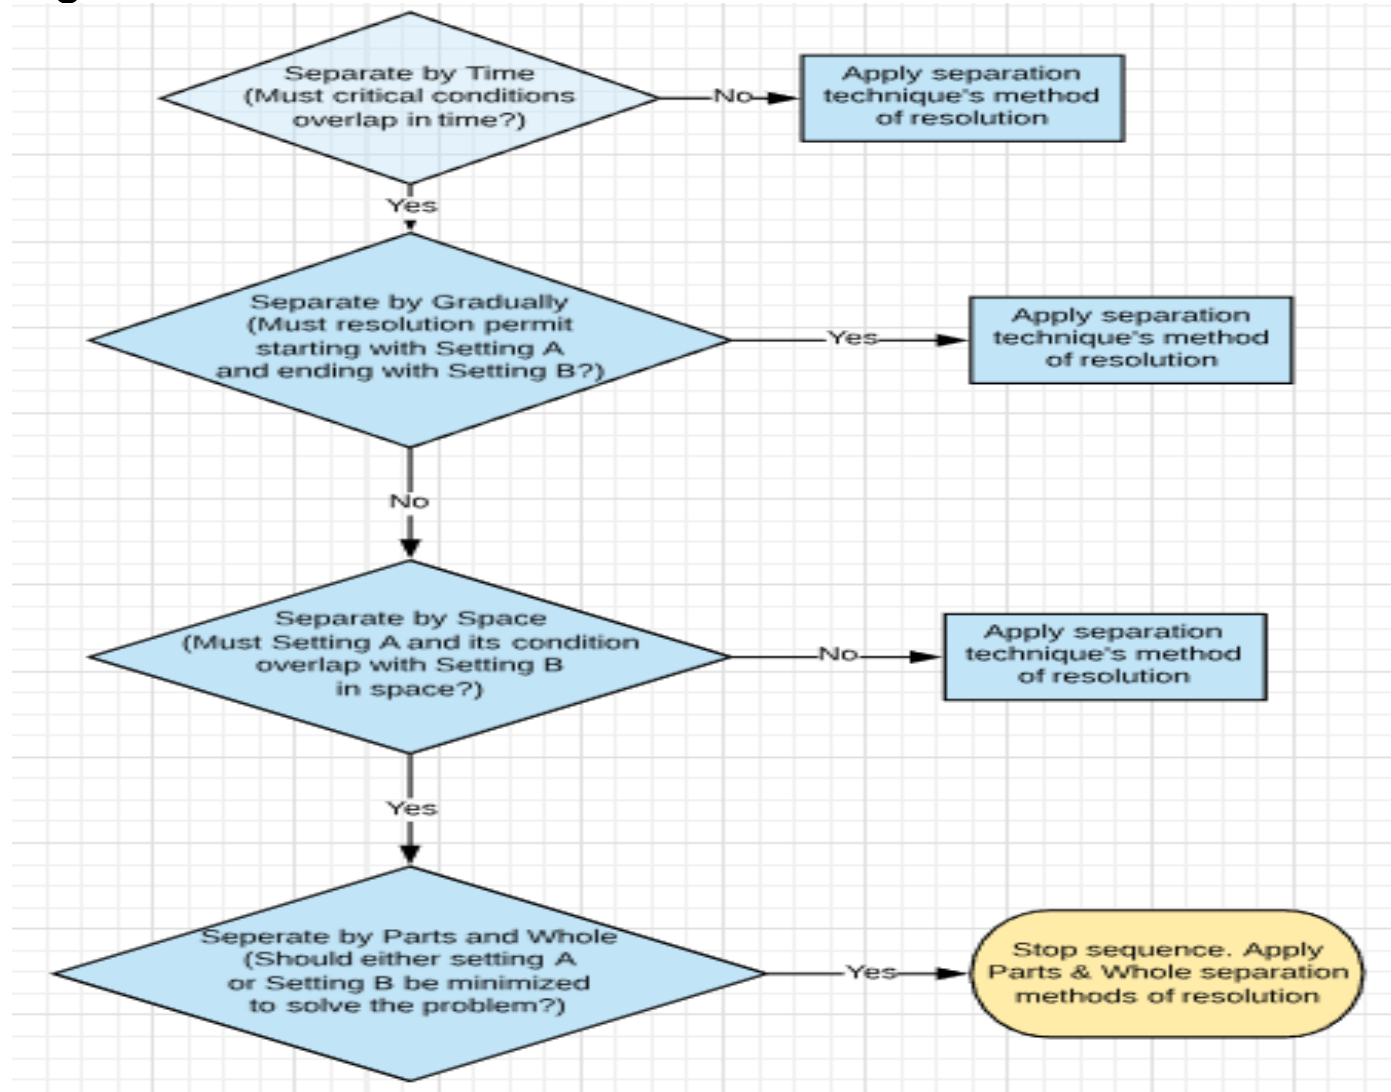 Separate by Time
(Must critical conditions
overlap in time?)
No
Apply separation
technique's method
of resolution
Yes
Separate by Gradually
(Must resolution permit
starting with Setting A
and ending with Setting B?)
Yes
Apply separation
technique's method
of resolution
No
Separate by Space
(Must Setting A and its condition
overlap with Setting B
in space?)
No
Apply separation
technique's method
of resolution
Yes
Seperate by Parts and Whole
(Should either setting A
or Setting B be minimized
to solve the problem?)
Yes
Stop sequence. Apply
Parts & Whole separation
methods of resolution